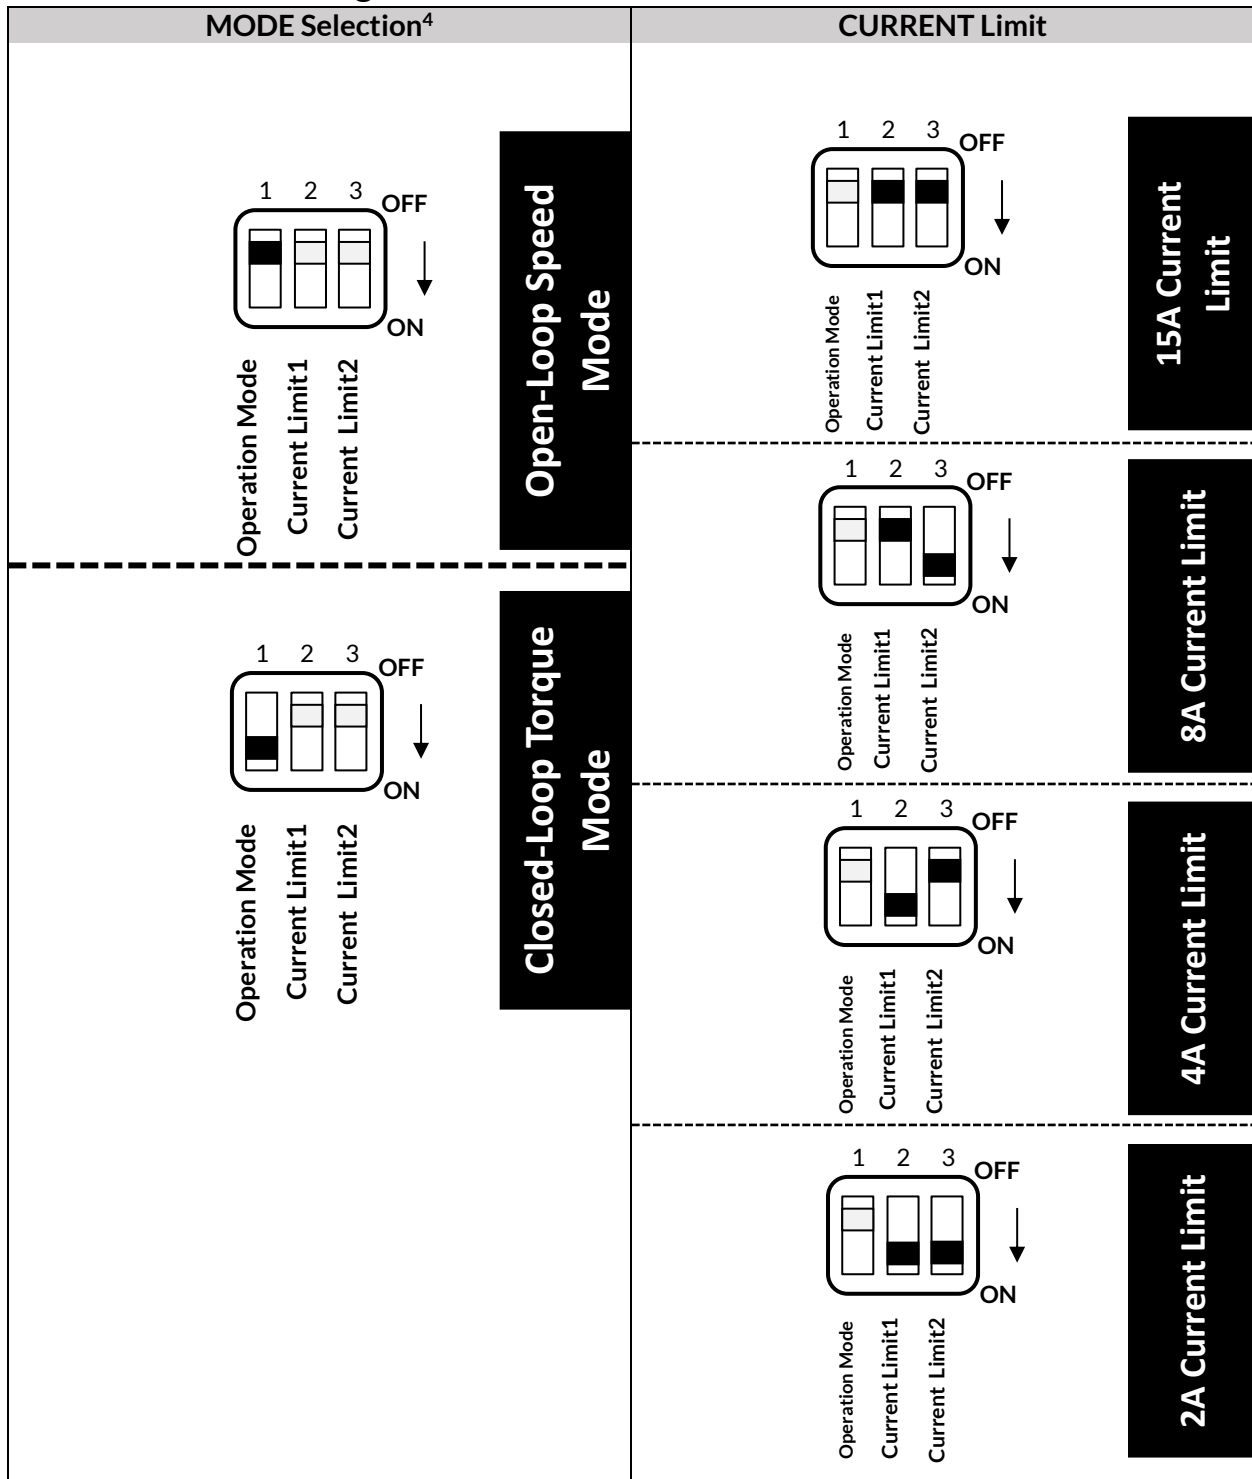 MODE Selection4
1 2 3
OFF
ON
Operation Mode
Current Limit1
Current Limit2
Open-Loop Speed
Mode
1 2 3
OFF
ON
Operation Mode
Current Limit1
Current Limit2
Closed-Loop Torque
Mode
CURRENT Limit
1 2 3
OFF
ON
Operation Mode
Current Limit1
Current Limit2
15A Current
Limit
1 2 3
OFF
ON
Operation Mode
Current Limit1
Current Limit2
8A Current Limit
1 2 3
OFF
ON
Operation Mode
Current Limit1
Current Limit2
4A Current Limit
1 2 3
OFF
ON
Operation Mode
Current Limit1
Current Limit2
2A Current Limit